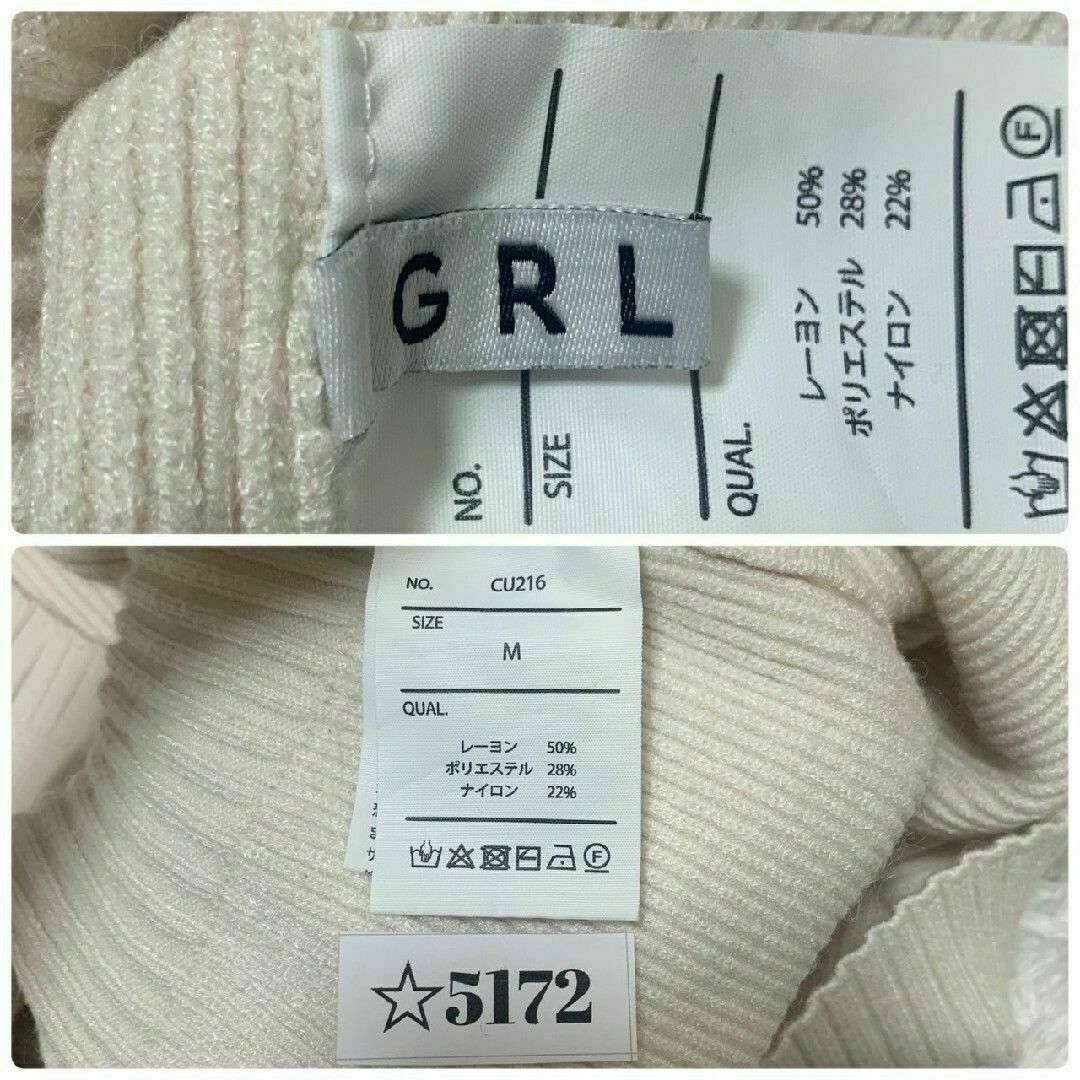 GRL
NO.
SIZE
QUAL.
レーヨン 50%
ポリエステル 28%
ナイロン 22%
F
NO. CU216
SIZE
M
QUAL.
レーヨン 50%
ポリエステル 28%
ナイロン 22%
F
☆5172